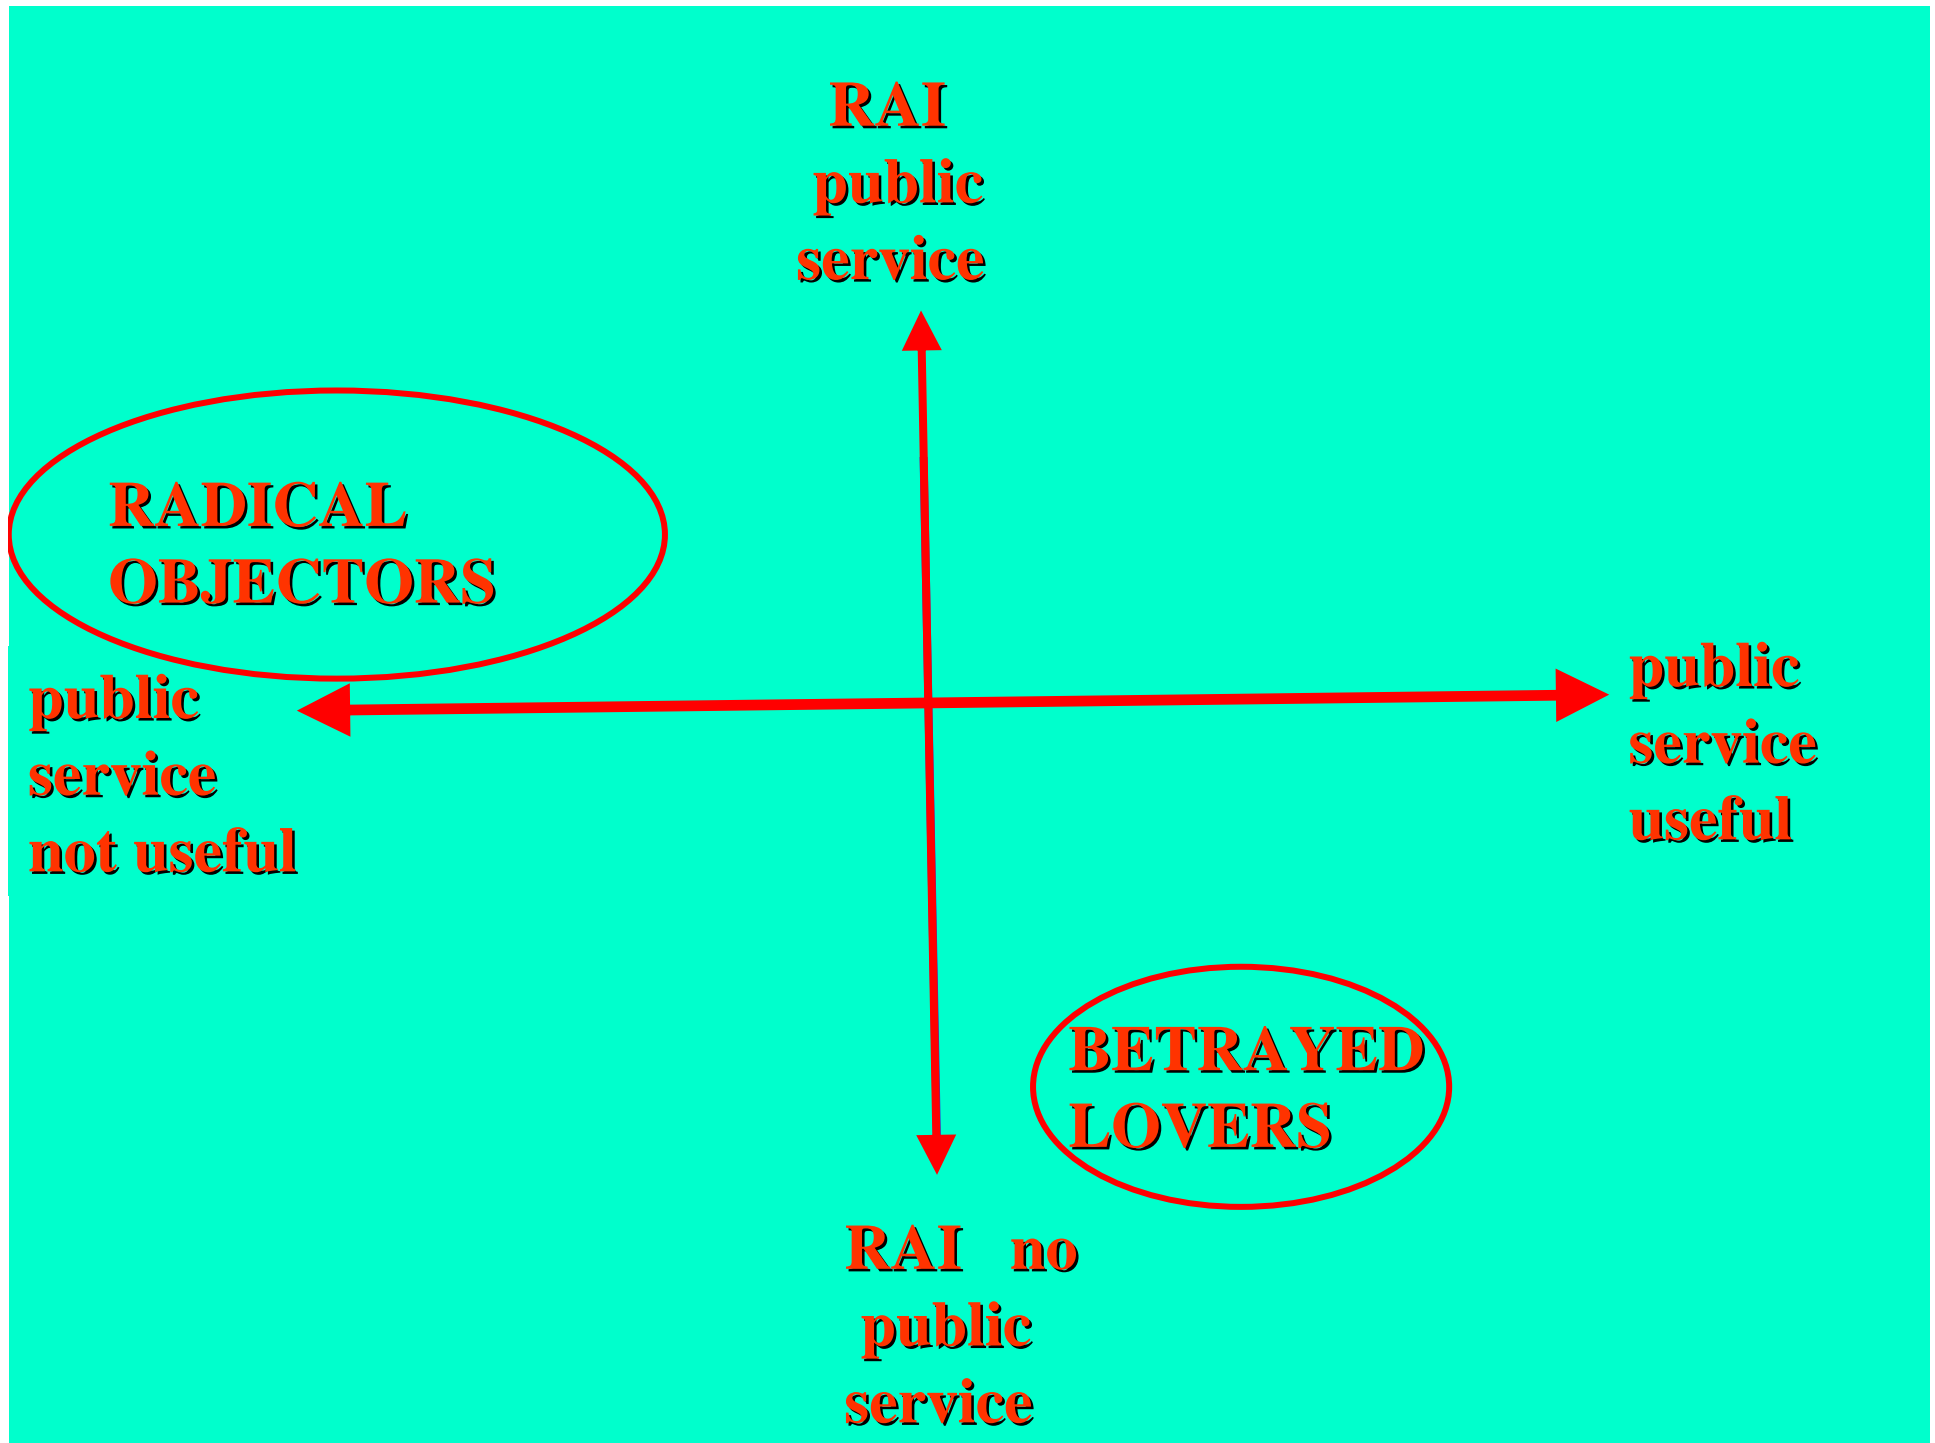 RAI
public
service
RADICAL
OBJECTORS
public
service
not useful
public
service
useful
BETRAYED
LOVERS
RAI no
public
service